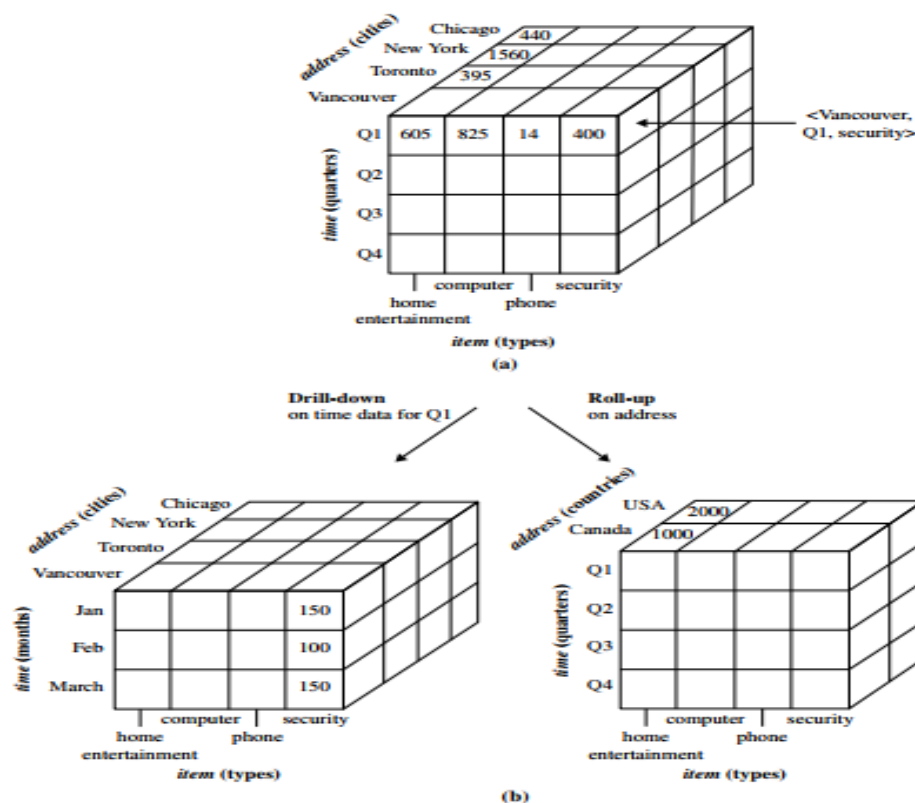 address (cities)
Chicago
New York
Toronto
Vancouver
440
1560
395
time (quarters)
Q1 605 825 14 400
Q2
Q3
Q4
<Vancouver,
Q1, security>
computer security
home phone
entertainment
item (types)
(a)
Drill-down
on time data for Q1
Roll-up
on address
address (cities)
Chicago
New York
Toronto
Vancouver
time (months)
Jan 150
Feb 100
March 150
computer security
home phone
entertainment
item (types)
address (countries)
USA 2000
Canada 1000
time (quarters)
Q1
Q2
Q3
Q4
computer security
home phone
entertainment
item (types)
(b)